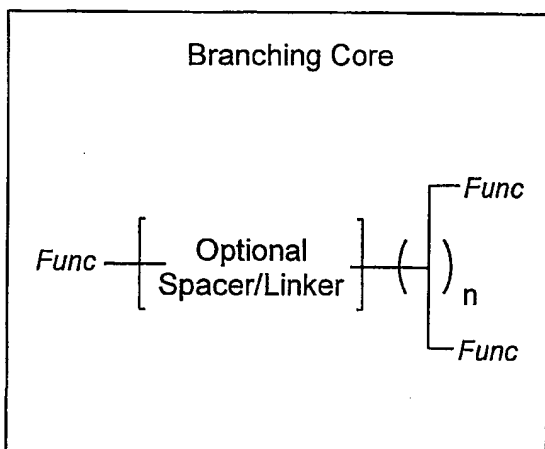 Branching Core
Func
Optional
Spacer/Linker
Func
n
Func